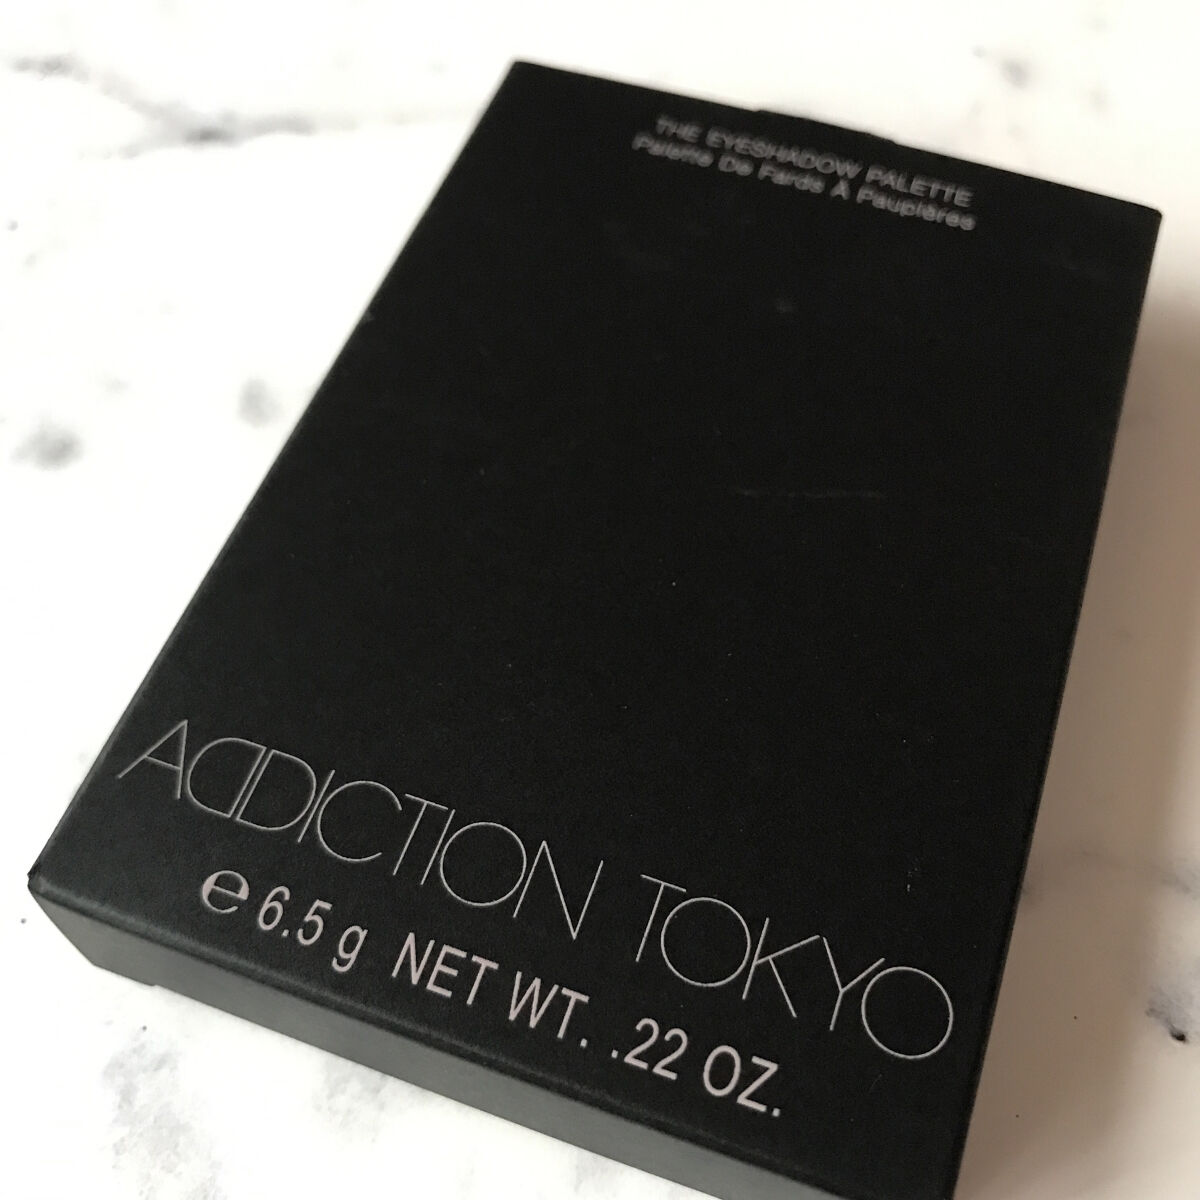 THE EYESHADOW PALETTE
Palette De Fards À Paupières
ADDICTION TOKYO
℮ 6.5 g NET WT. .22 OZ.